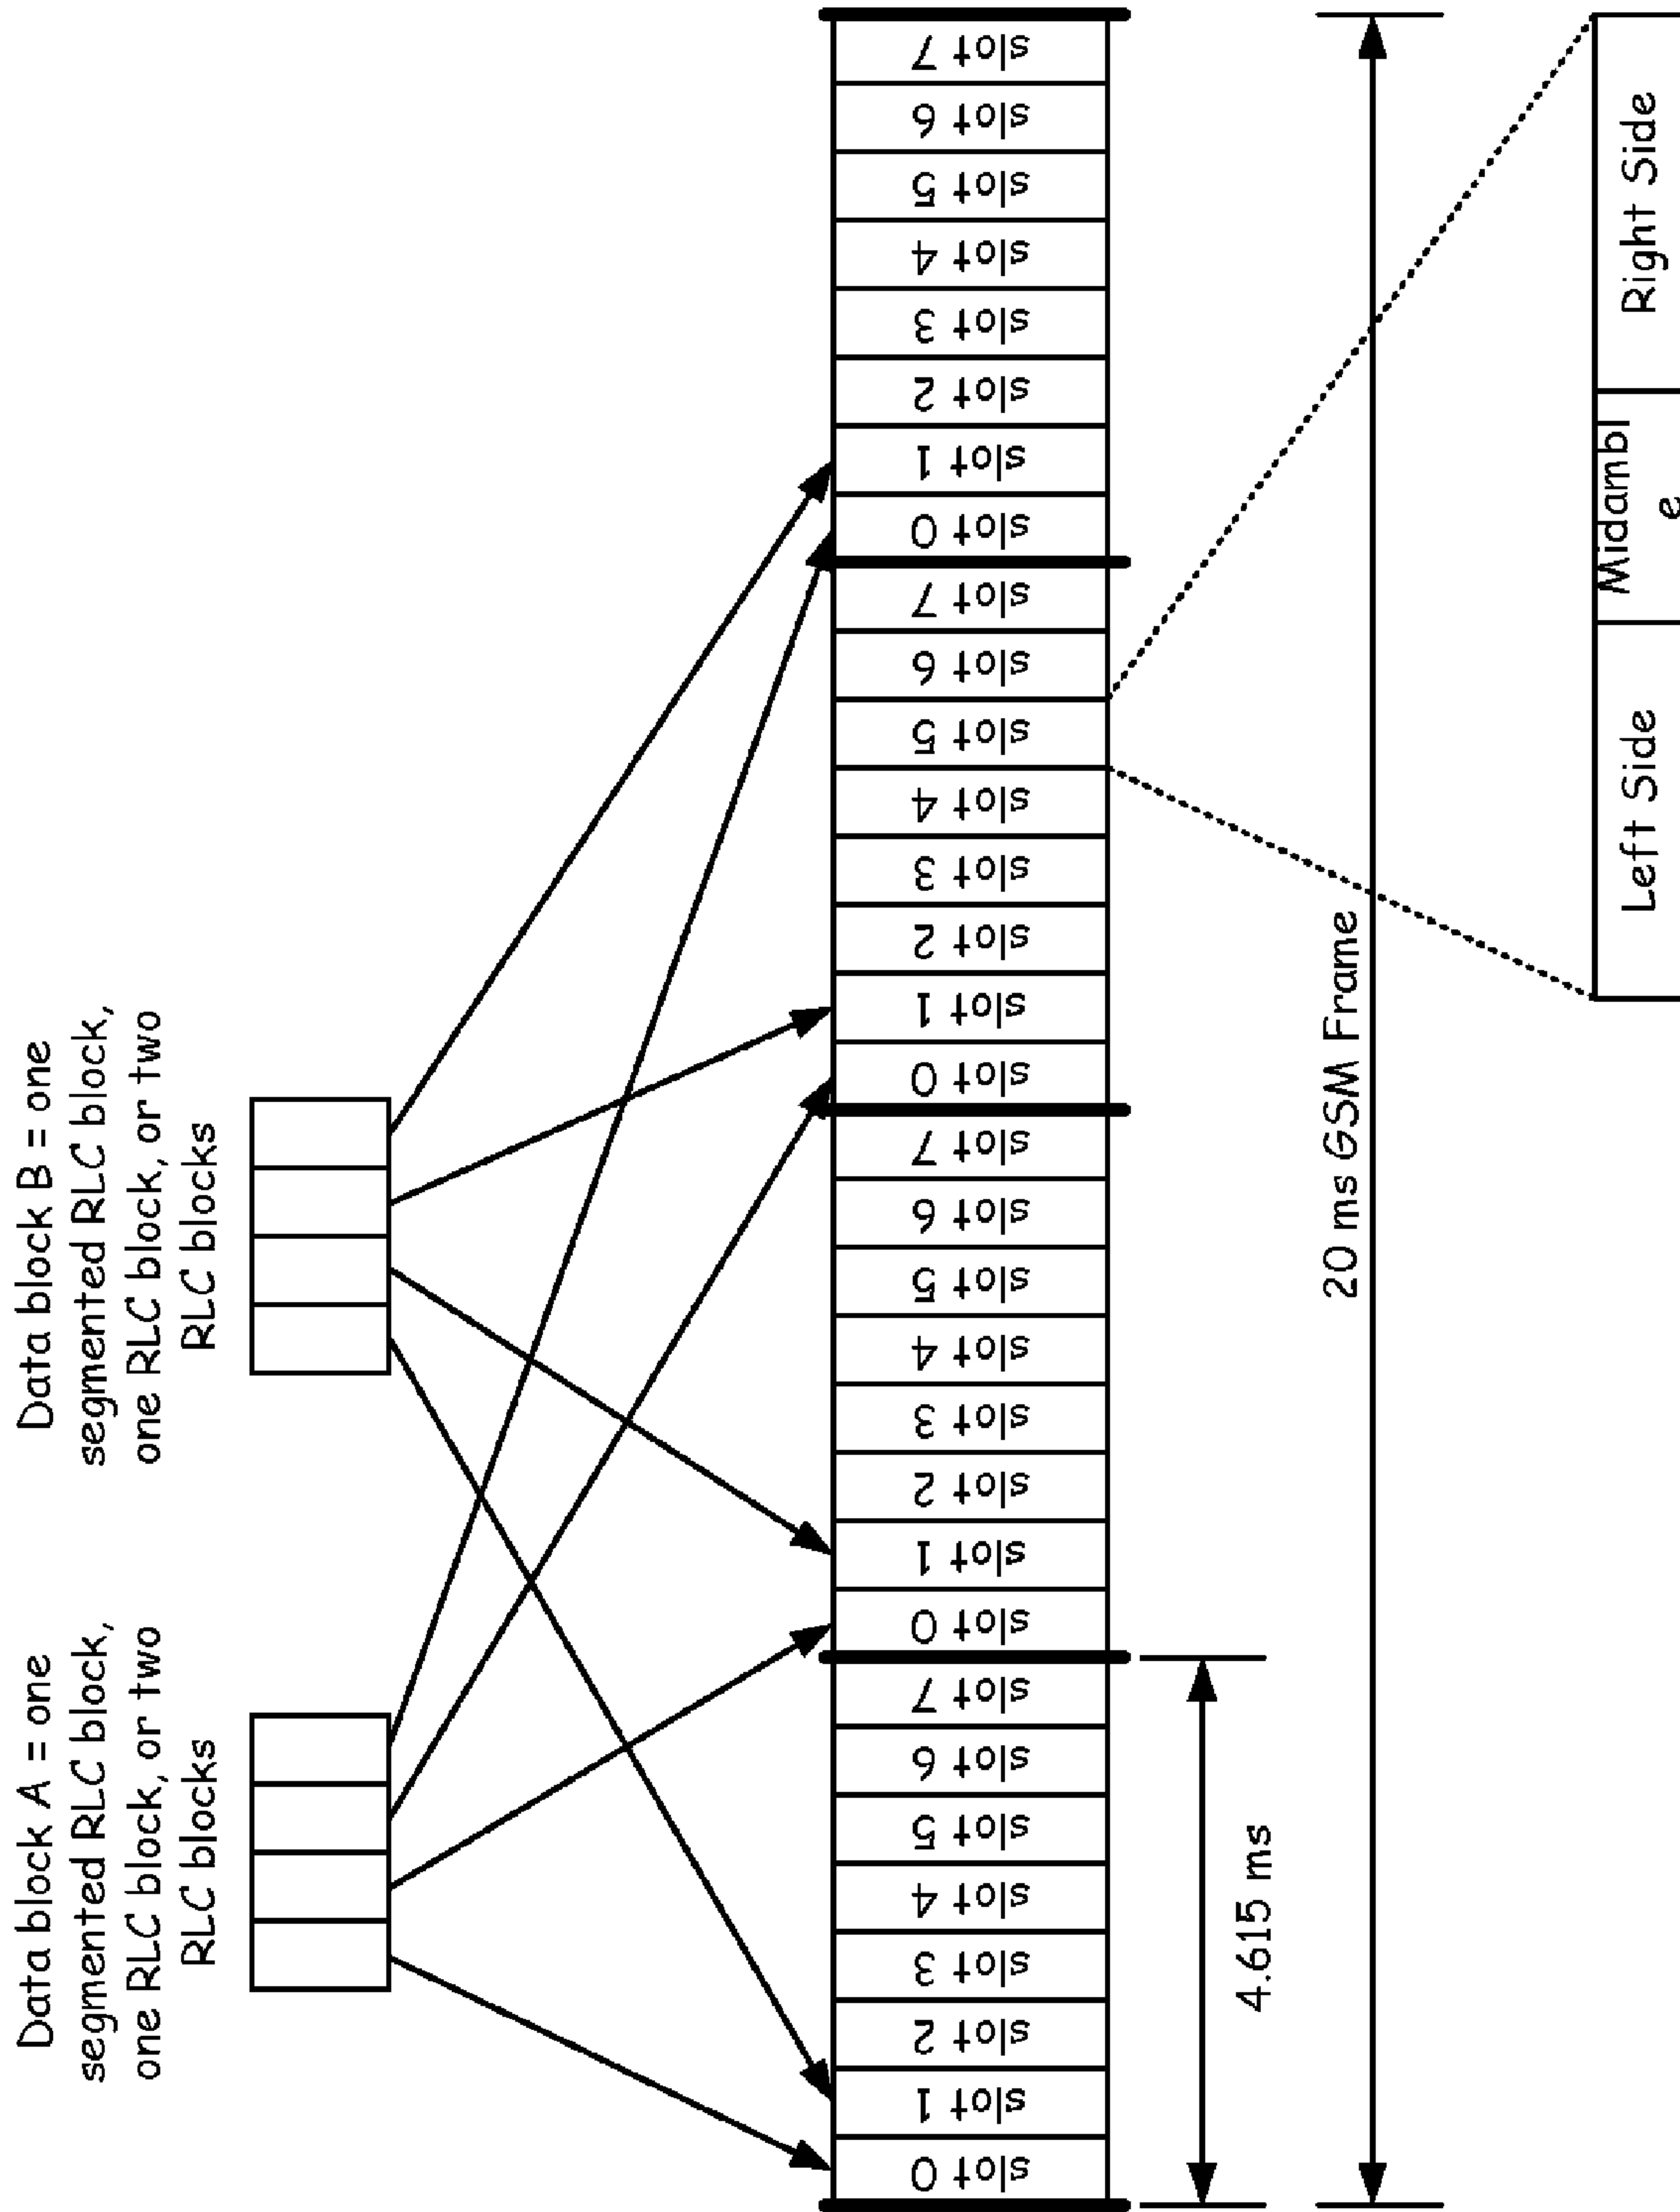 Data block A = one
segmented RLC block,
one RLC block, or two
RLC blocks
Data block B = one
segmented RLC block,
one RLC block, or two
RLC blocks
slot 0
slot 1
slot 2
slot 3
slot 4
slot 5
slot 6
slot 7
slot 0
slot 1
slot 2
slot 3
slot 4
slot 5
slot 6
slot 7
slot 0
slot 1
slot 2
slot 3
slot 4
slot 5
slot 6
slot 7
slot 0
slot 1
slot 2
slot 3
slot 4
slot 5
slot 6
slot 7
4.615 ms
20 ms GSM Frame
Left Side
Midambl
e
Right Side